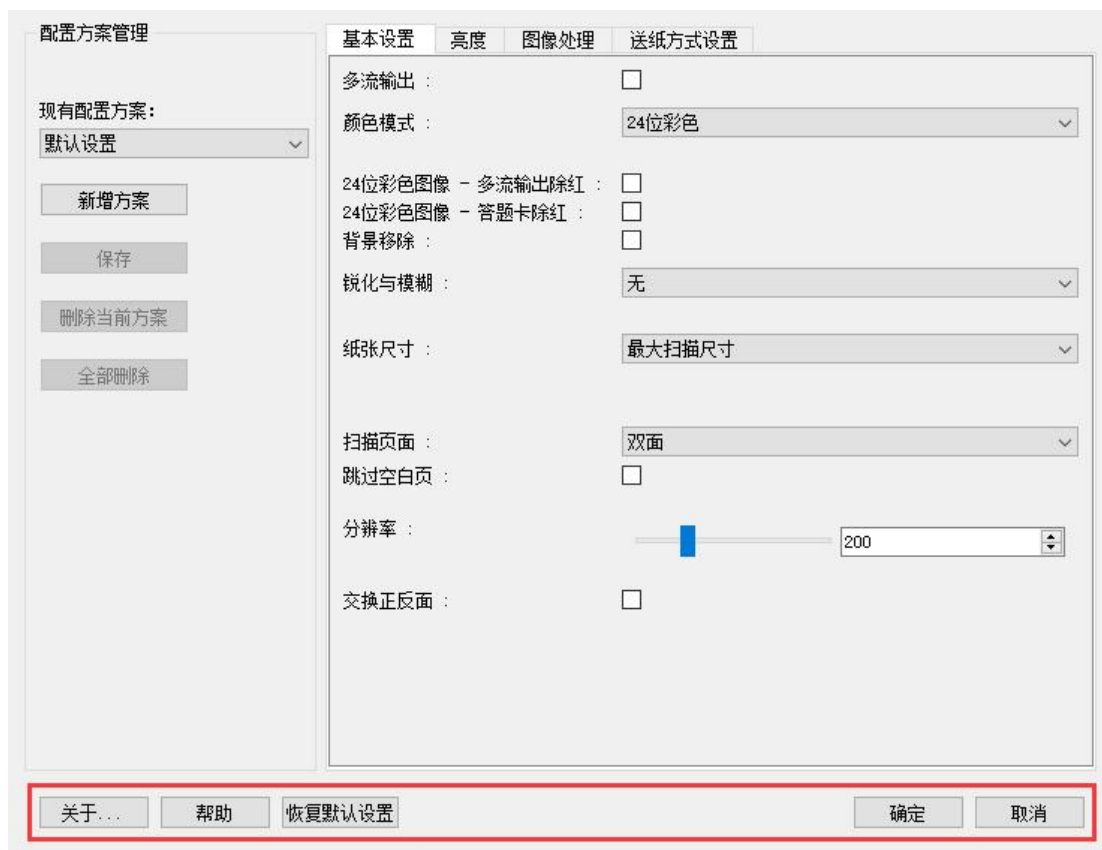 配置方案管理
现有配置方案：
默认设置
新增方案
保存
删除当前方案
全部删除
基本设置 亮度 图像处理 送纸方式设置
多流输出 :
颜色模式 : 24位彩色
24位彩色图像 - 多流输出除红 :
24位彩色图像 - 答题卡除红 :
背景移除 :
锐化与模糊 : 无
纸张尺寸 : 最大扫描尺寸
扫描页面 : 双面
跳过空白页 :
分辨率 : 200
交换正反面 :
关于... 帮助 恢复默认设置 确定 取消